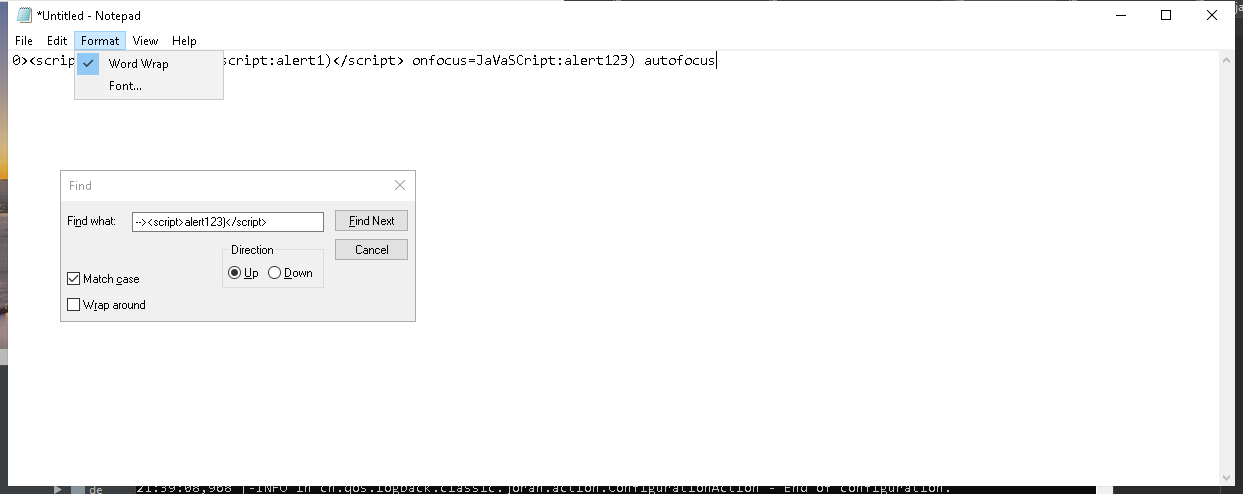 *Untitled - Notepad
File Edit Format View Help
0><scrip script:alert1)</script> onfocus=JaVaSCript:alert123) autofocus
Word Wrap
Font...
Find
Find what: --><script>alert123)</script> Find Next
Direction Cancel
Up Down
Match case
Wrap around
de 21:39:08,968 |-INFO in ch.qos.logback.classic.joran.action.ConfigurationAction - End of configuration.